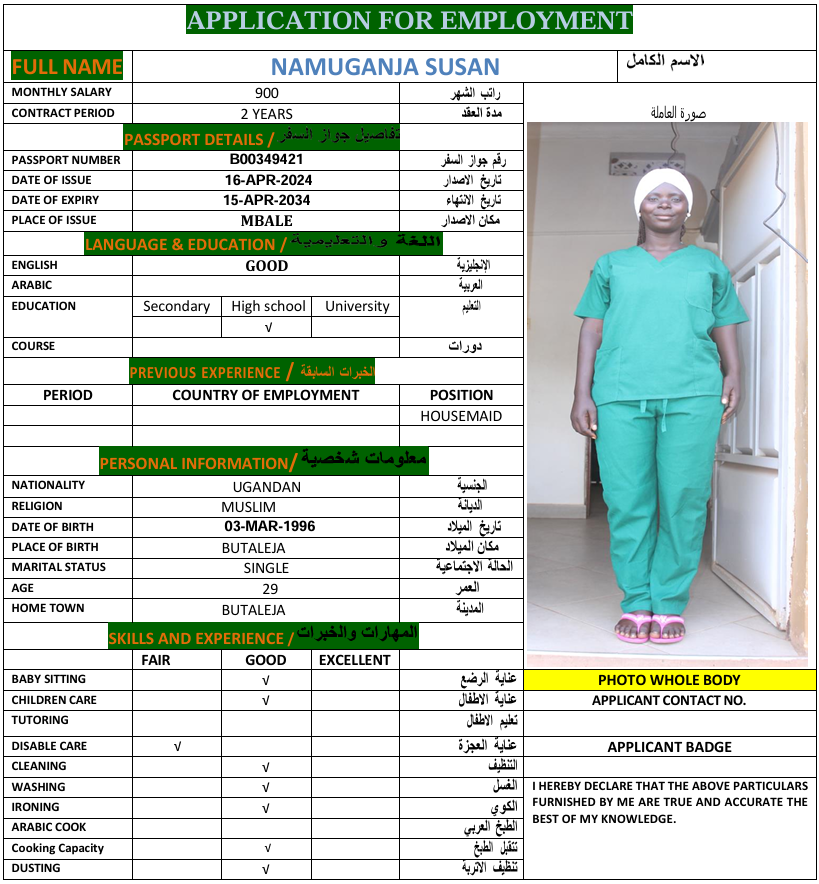 APPLICATION FOR EMPLOYMENT
FULL NAME NAMUGANJA SUSAN الاسم الكامل
MONTHLY SALARY 900 راتب الشهر
CONTRACT PERIOD 2 YEARS مدة العقد
صورة العاملة
PASSPORT DETAILS / تفاصيل جواز السفر
PASSPORT NUMBER B00349421 رقم جواز السفر
DATE OF ISSUE 16-APR-2024 تاريخ الاصدار
DATE OF EXPIRY 15-APR-2034 تاريخ الانتهاء
PLACE OF ISSUE MBALE مكان الاصدار
LANGUAGE & EDUCATION / اللغة و التعليمية
ENGLISH GOOD الإنجليزية
ARABIC العربية
EDUCATION Secondary High school University التعليم
√
COURSE دورات
PREVIOUS EXPERIENCE / الخبرات السابقة
PERIOD COUNTRY OF EMPLOYMENT POSITION
HOUSEMAID
PERSONAL INFORMATION/ معلومات شخصية
NATIONALITY UGANDAN الجنسية
RELIGION MUSLIM الديانة
DATE OF BIRTH 03-MAR-1996 تاريخ الميلاد
PLACE OF BIRTH BUTALEJA مكان الميلاد
MARITAL STATUS SINGLE الحالة الاجتماعية
AGE 29 العمر
HOME TOWN BUTALEJA المدينة
SKILLS AND EXPERIENCE / المهارات والخبرات
FAIR GOOD EXCELLENT
BABY SITTING √ عناية الرضع
PHOTO WHOLE BODY
CHILDREN CARE √ عناية الاطفال
APPLICANT CONTACT NO.
TUTORING تعليم الاطفال
DISABLE CARE √ عناية العجزة
APPLICANT BADGE
CLEANING √ التنظيف
WASHING √ الغسل
IRONING √ الكوي
ARABIC COOK الطبخ العربي
Cooking Capacity √ تتقبل الطبخ
DUSTING √ تنظيف الاتربة
I HEREBY DECLARE THAT THE ABOVE PARTICULARS
FURNISHED BY ME ARE TRUE AND ACCURATE THE
BEST OF MY KNOWLEDGE.